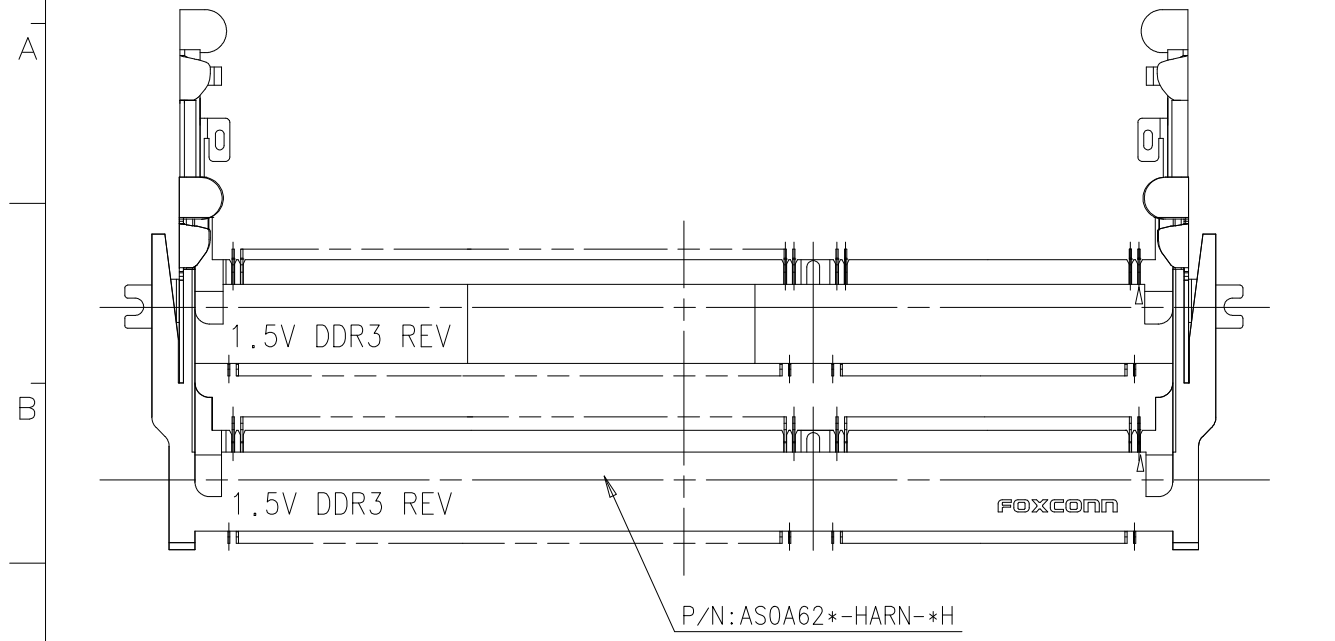 A
1.5V DDR3 REV
B
1.5V DDR3 REV
FOXCONN
P/N:AS0A62*-HARN-*H